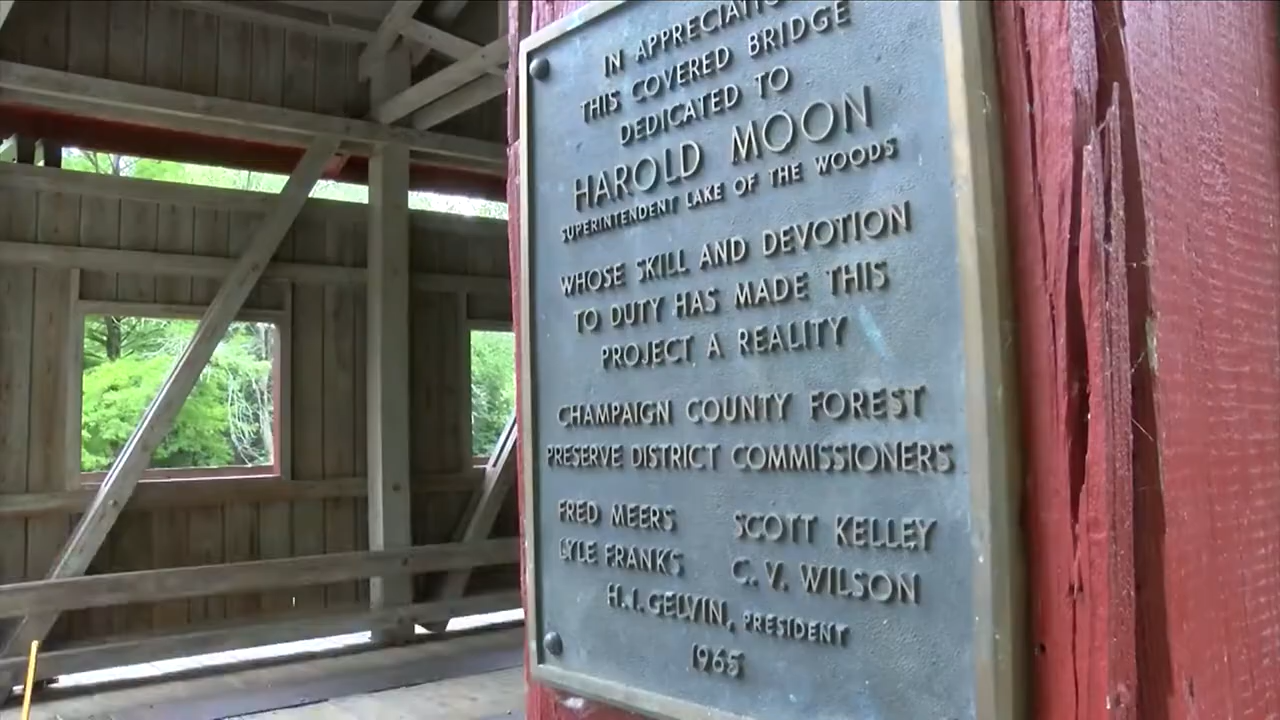 IN APPRECIATION
THIS COVERED BRIDGE
DEDICATED TO
HAROLD MOON
SUPERINTENDENT LAKE OF THE WOODS
WHOSE SKILL AND DEVOTION
TO DUTY HAS MADE THIS
PROJECT A REALITY
CHAMPAIGN COUNTY FOREST
PRESERVE DISTRICT COMMISSIONERS
FRED MEERS SCOTT KELLEY
LYLE FRANKS C. V. WILSON
H. I. GELVIN, PRESIDENT
1965